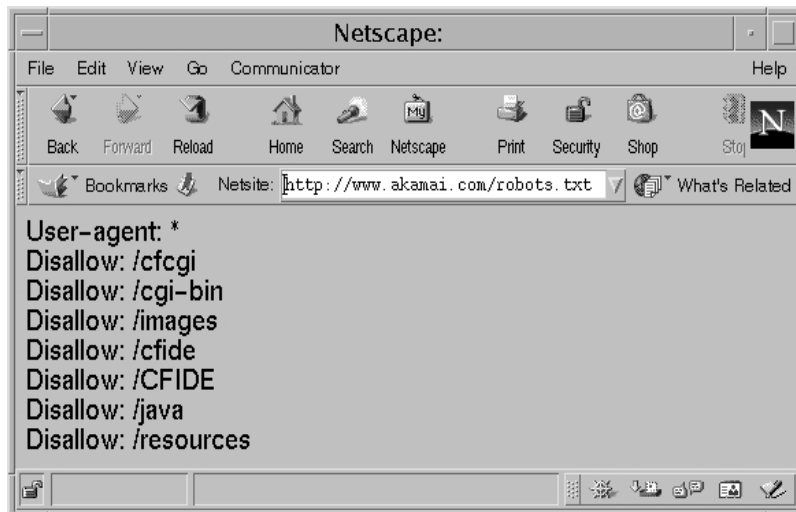 Netscape:
File Edit View Go Communicator Help
My N
Back Forward Reload Home Search Netscape Print Security Shop Stop
Bookmarks Netsite: http://www.akamai.com/robots.txt What's Related
User-agent: *
Disallow: /cfcgi
Disallow: /cgi-bin
Disallow: /images
Disallow: /cfide
Disallow: /CFIDE
Disallow: /java
Disallow: /resources